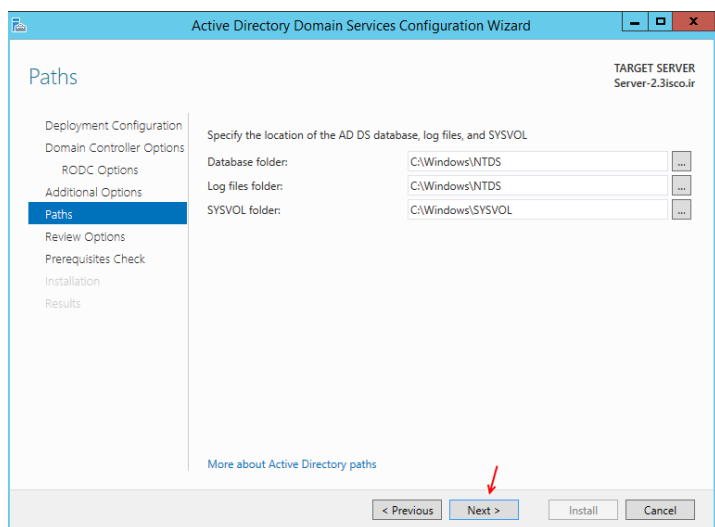 Active Directory Domain Services Configuration Wizard
Paths
TARGET SERVER
Server-2.3isco.ir
Deployment Configuration
Domain Controller Options
RODC Options
Additional Options
Paths
Review Options
Prerequisites Check
Installation
Results
Specify the location of the AD DS database, log files, and SYSVOL
Database folder: C:\Windows\NTDS ...
Log files folder: C:\Windows\NTDS ...
SYSVOL folder: C:\Windows\SYSVOL ...
More about Active Directory paths
< Previous Next > Install Cancel